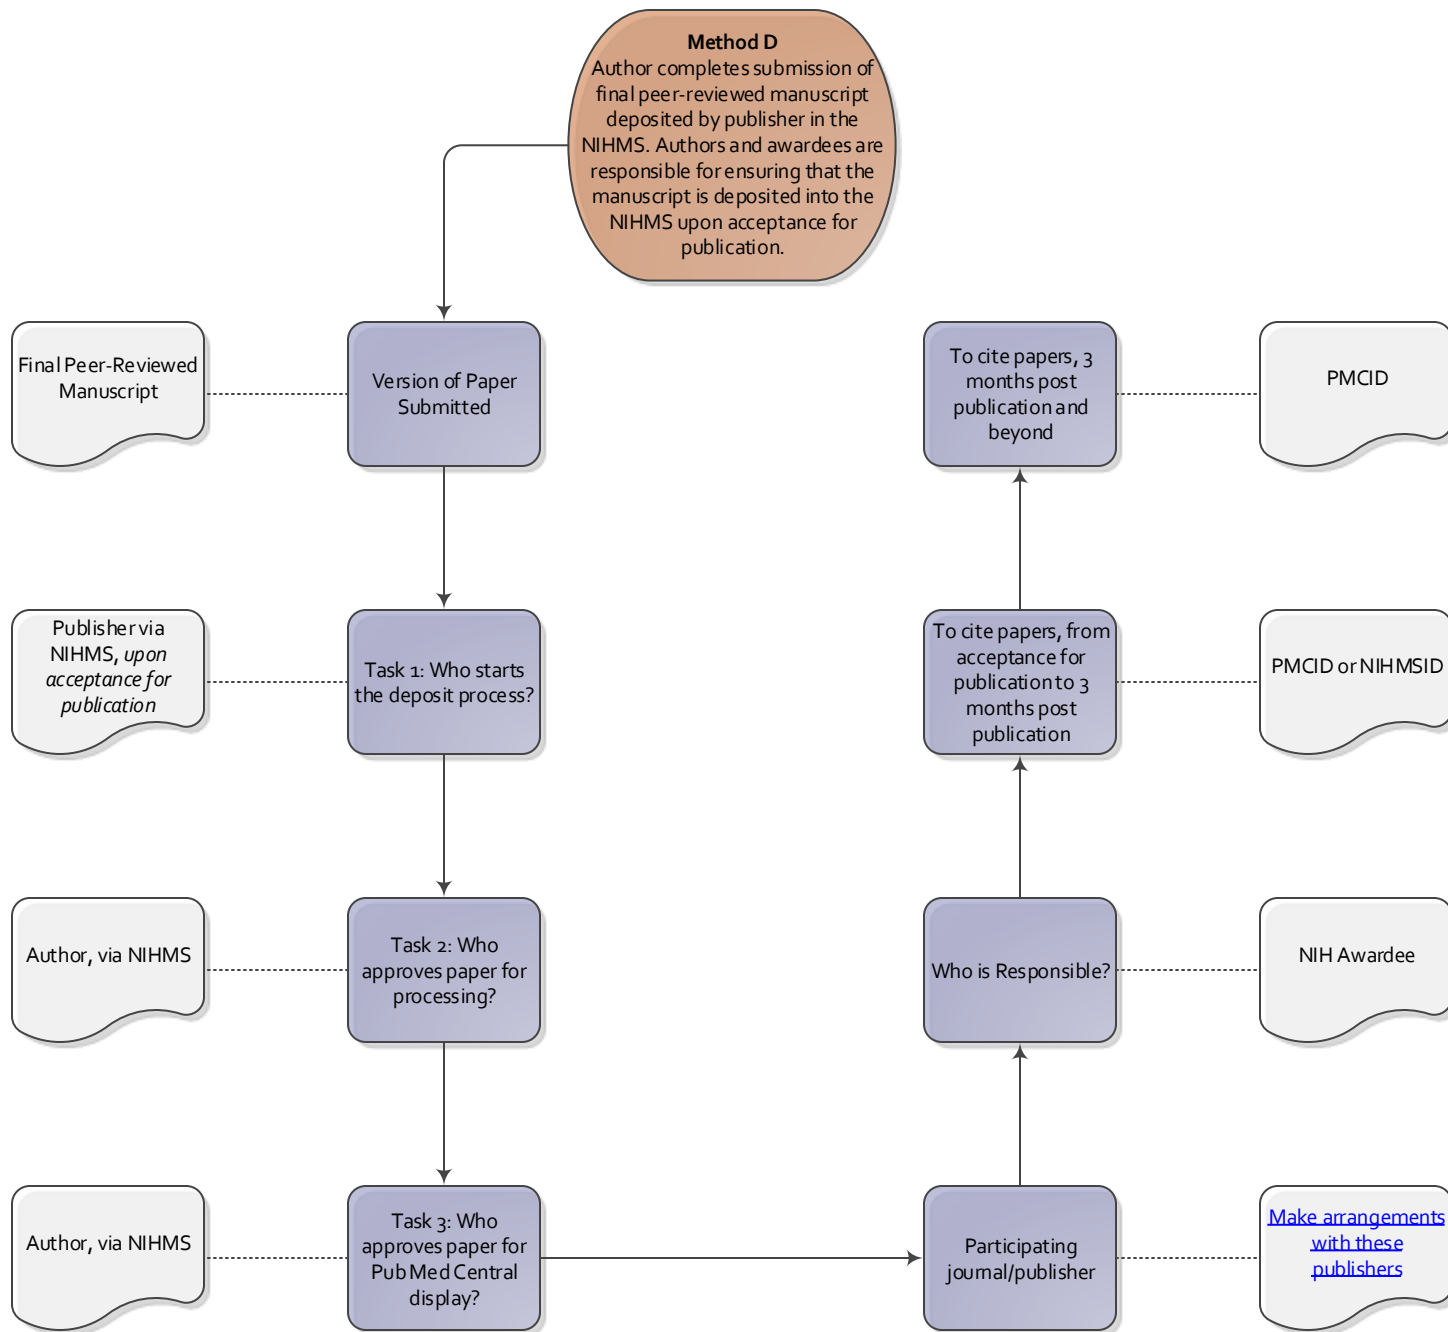 Method D
Author completes submission of
final peer-reviewed manuscript
deposited by publisher in the
NIHMS. Authors and awardees are
responsible for ensuring that the
manuscript is deposited into the
NIHMS upon acceptance for
publication.
Final Peer-Reviewed
Manuscript
Version of Paper
Submitted
To cite papers, 3
months post
publication and
beyond
PMCID
Publisher via
NIHMS, upon
acceptance for
publication
Task 1: Who starts
the deposit process?
To cite papers, from
acceptance for
publication to 3
months post
publication
PMCID or NIHMSID
Author, via NIHMS
Task 2: Who
approves paper for
processing?
Who is Responsible?
NIH Awardee
Author, via NIHMS
Task 3: Who
approves paper for
PubMed Central
display?
Participating
journal/publisher
Make arrangements
with these
publishers